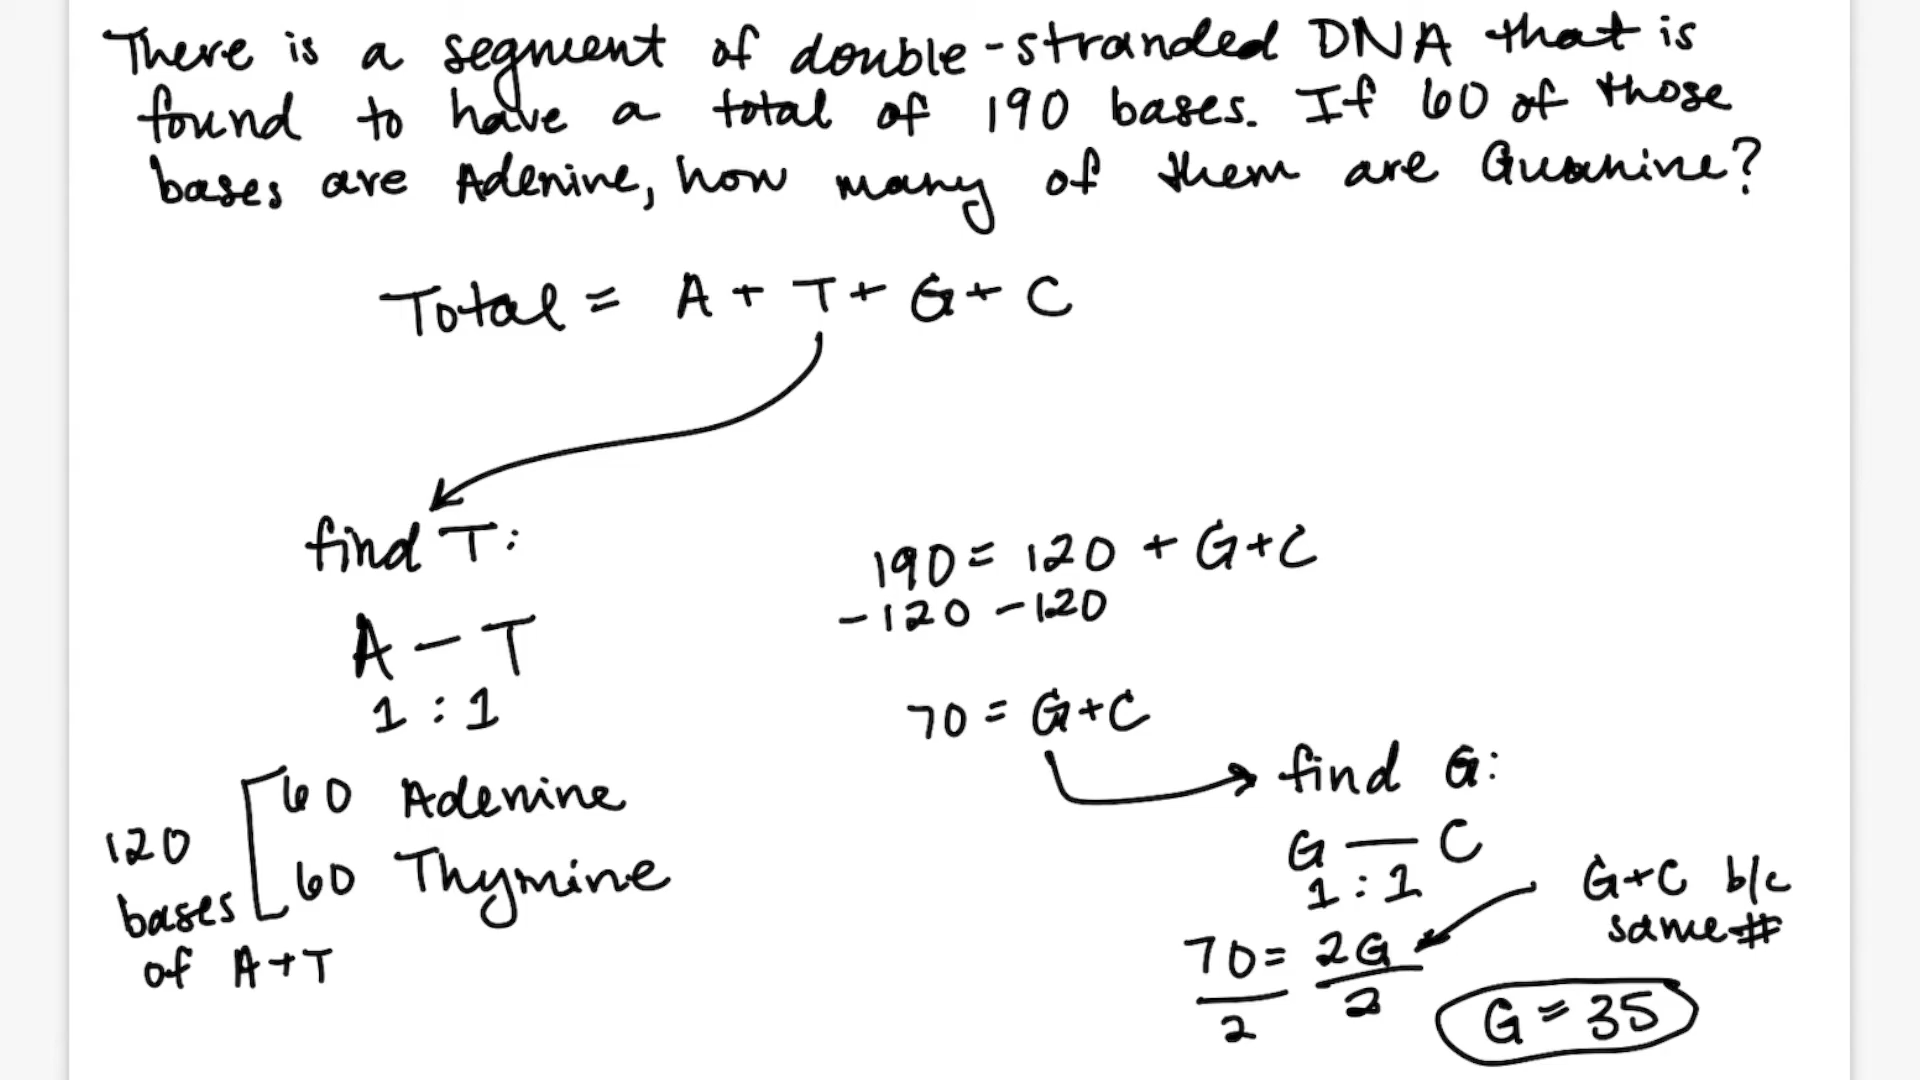 There is a segment of double-stranded DNA that is
found to have a total of 190 bases. If 60 of those
bases are Adenine, how many of them are Guanine?
Total = A + T + G + C
find T:
A — T
1 : 1
60 Adenine
60 Thymine
120
bases
of A+T
190 = 120 + G+C
-120 -120
70 = G+C
find G:
G — C
1 : 1
G+C b/c
same #
70 = 2G
2 2
G = 35